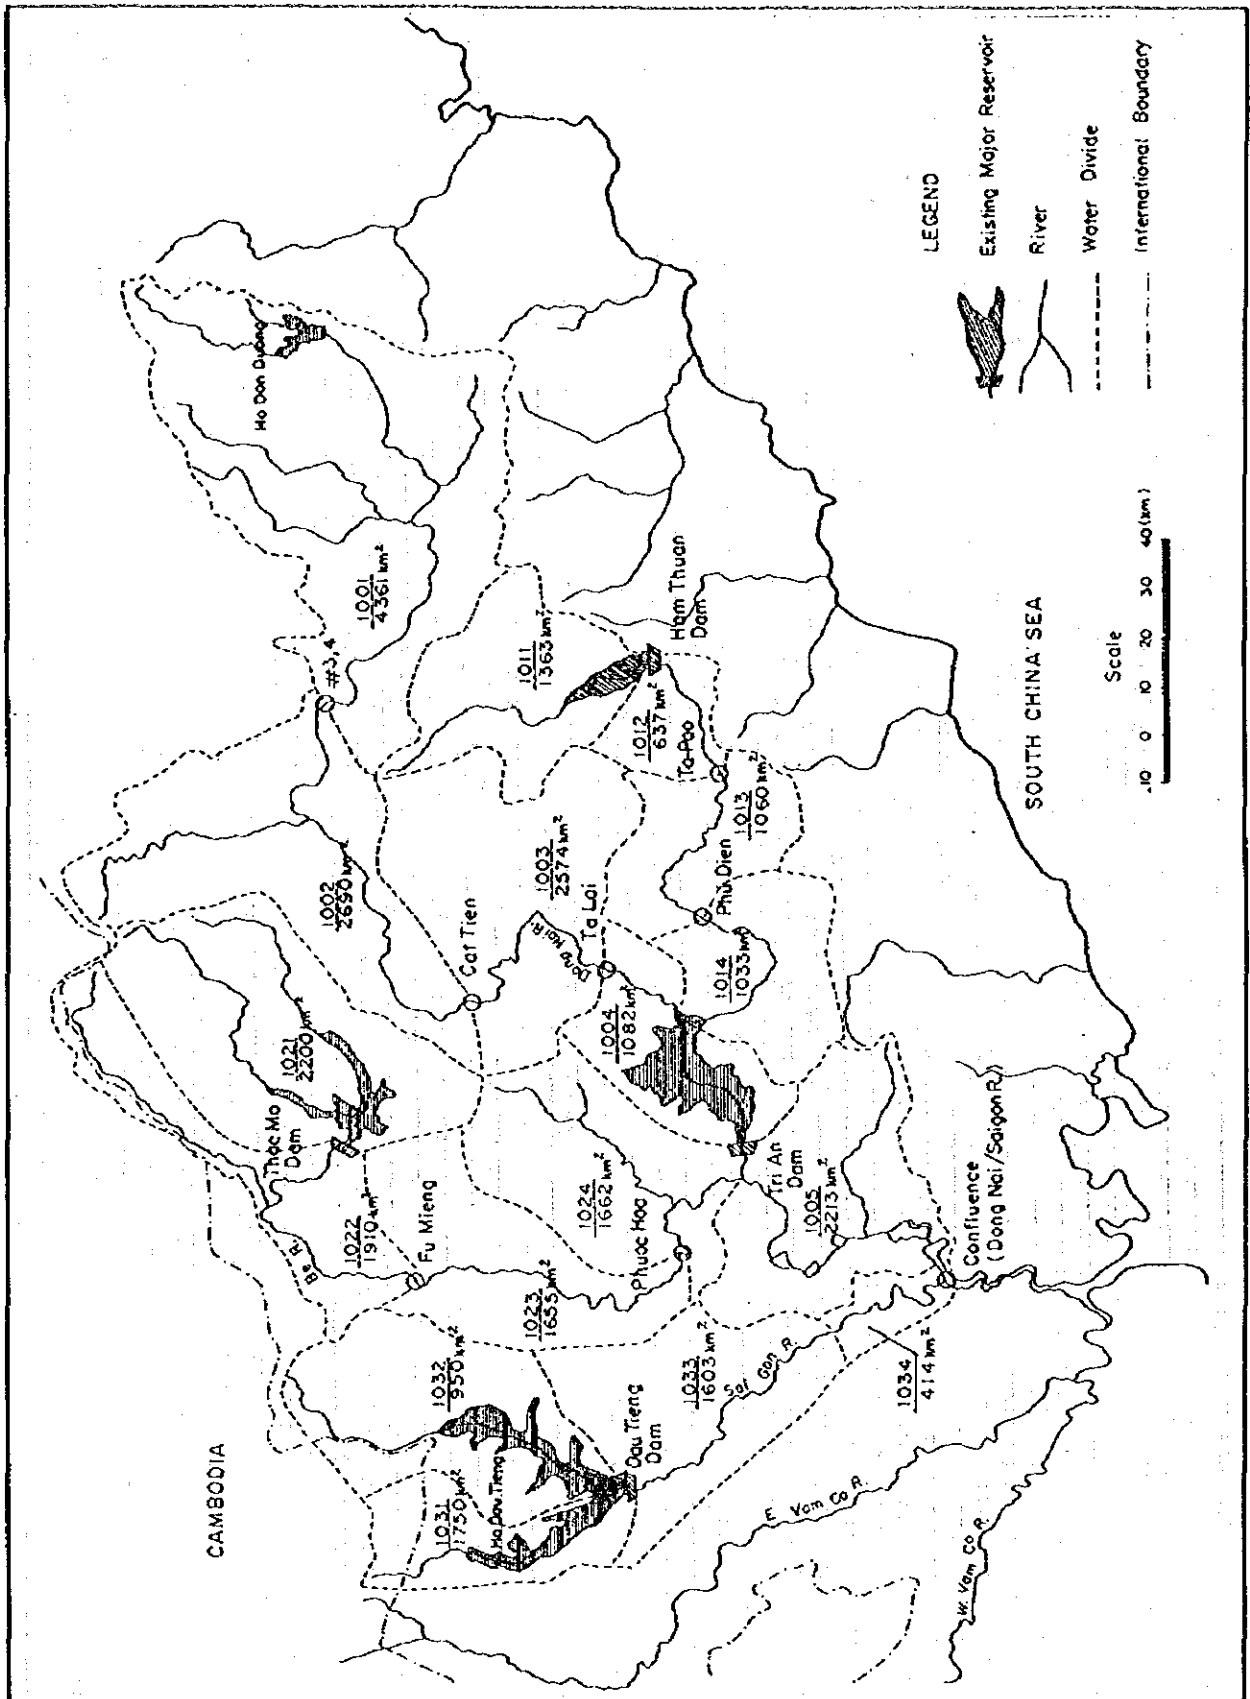 CAMBODIA
1031
1750 km²
Ho Dau Tieng
1032
950 km²
Dau Tieng
Dam
1033
1603 km²
Sai Gon R.
1034
414 km²
E. Vam Co R.
W. Vam Co R.
Be R.
1022
1910 km²
Fu Mieng
1023
1655 km²
Thac Mo
Dam
1021
2200 km²
1024
1662 km²
Phuoc Hoa
Tri An
Dam
1005
2213 km²
Confluence
(Dong Nai/Saigon R.)
1002
2690 km²
Cat Tien
1003
2574 km²
Dong Nai R.
Ta Lai
1004
1082 km²
1014
1033 km²
Phu Dien
1013
1060 km²
Ta-Pao
1012
637 km²
1011
1363 km²
Ham Thuan
Dam
#3,4
1001
4361 km²
Ho Don Duong
SOUTH CHINA SEA
Scale
10 0 10 20 30 40 (km)
LEGEND
Existing Major Reservoir
River
Water Divide
International Boundary